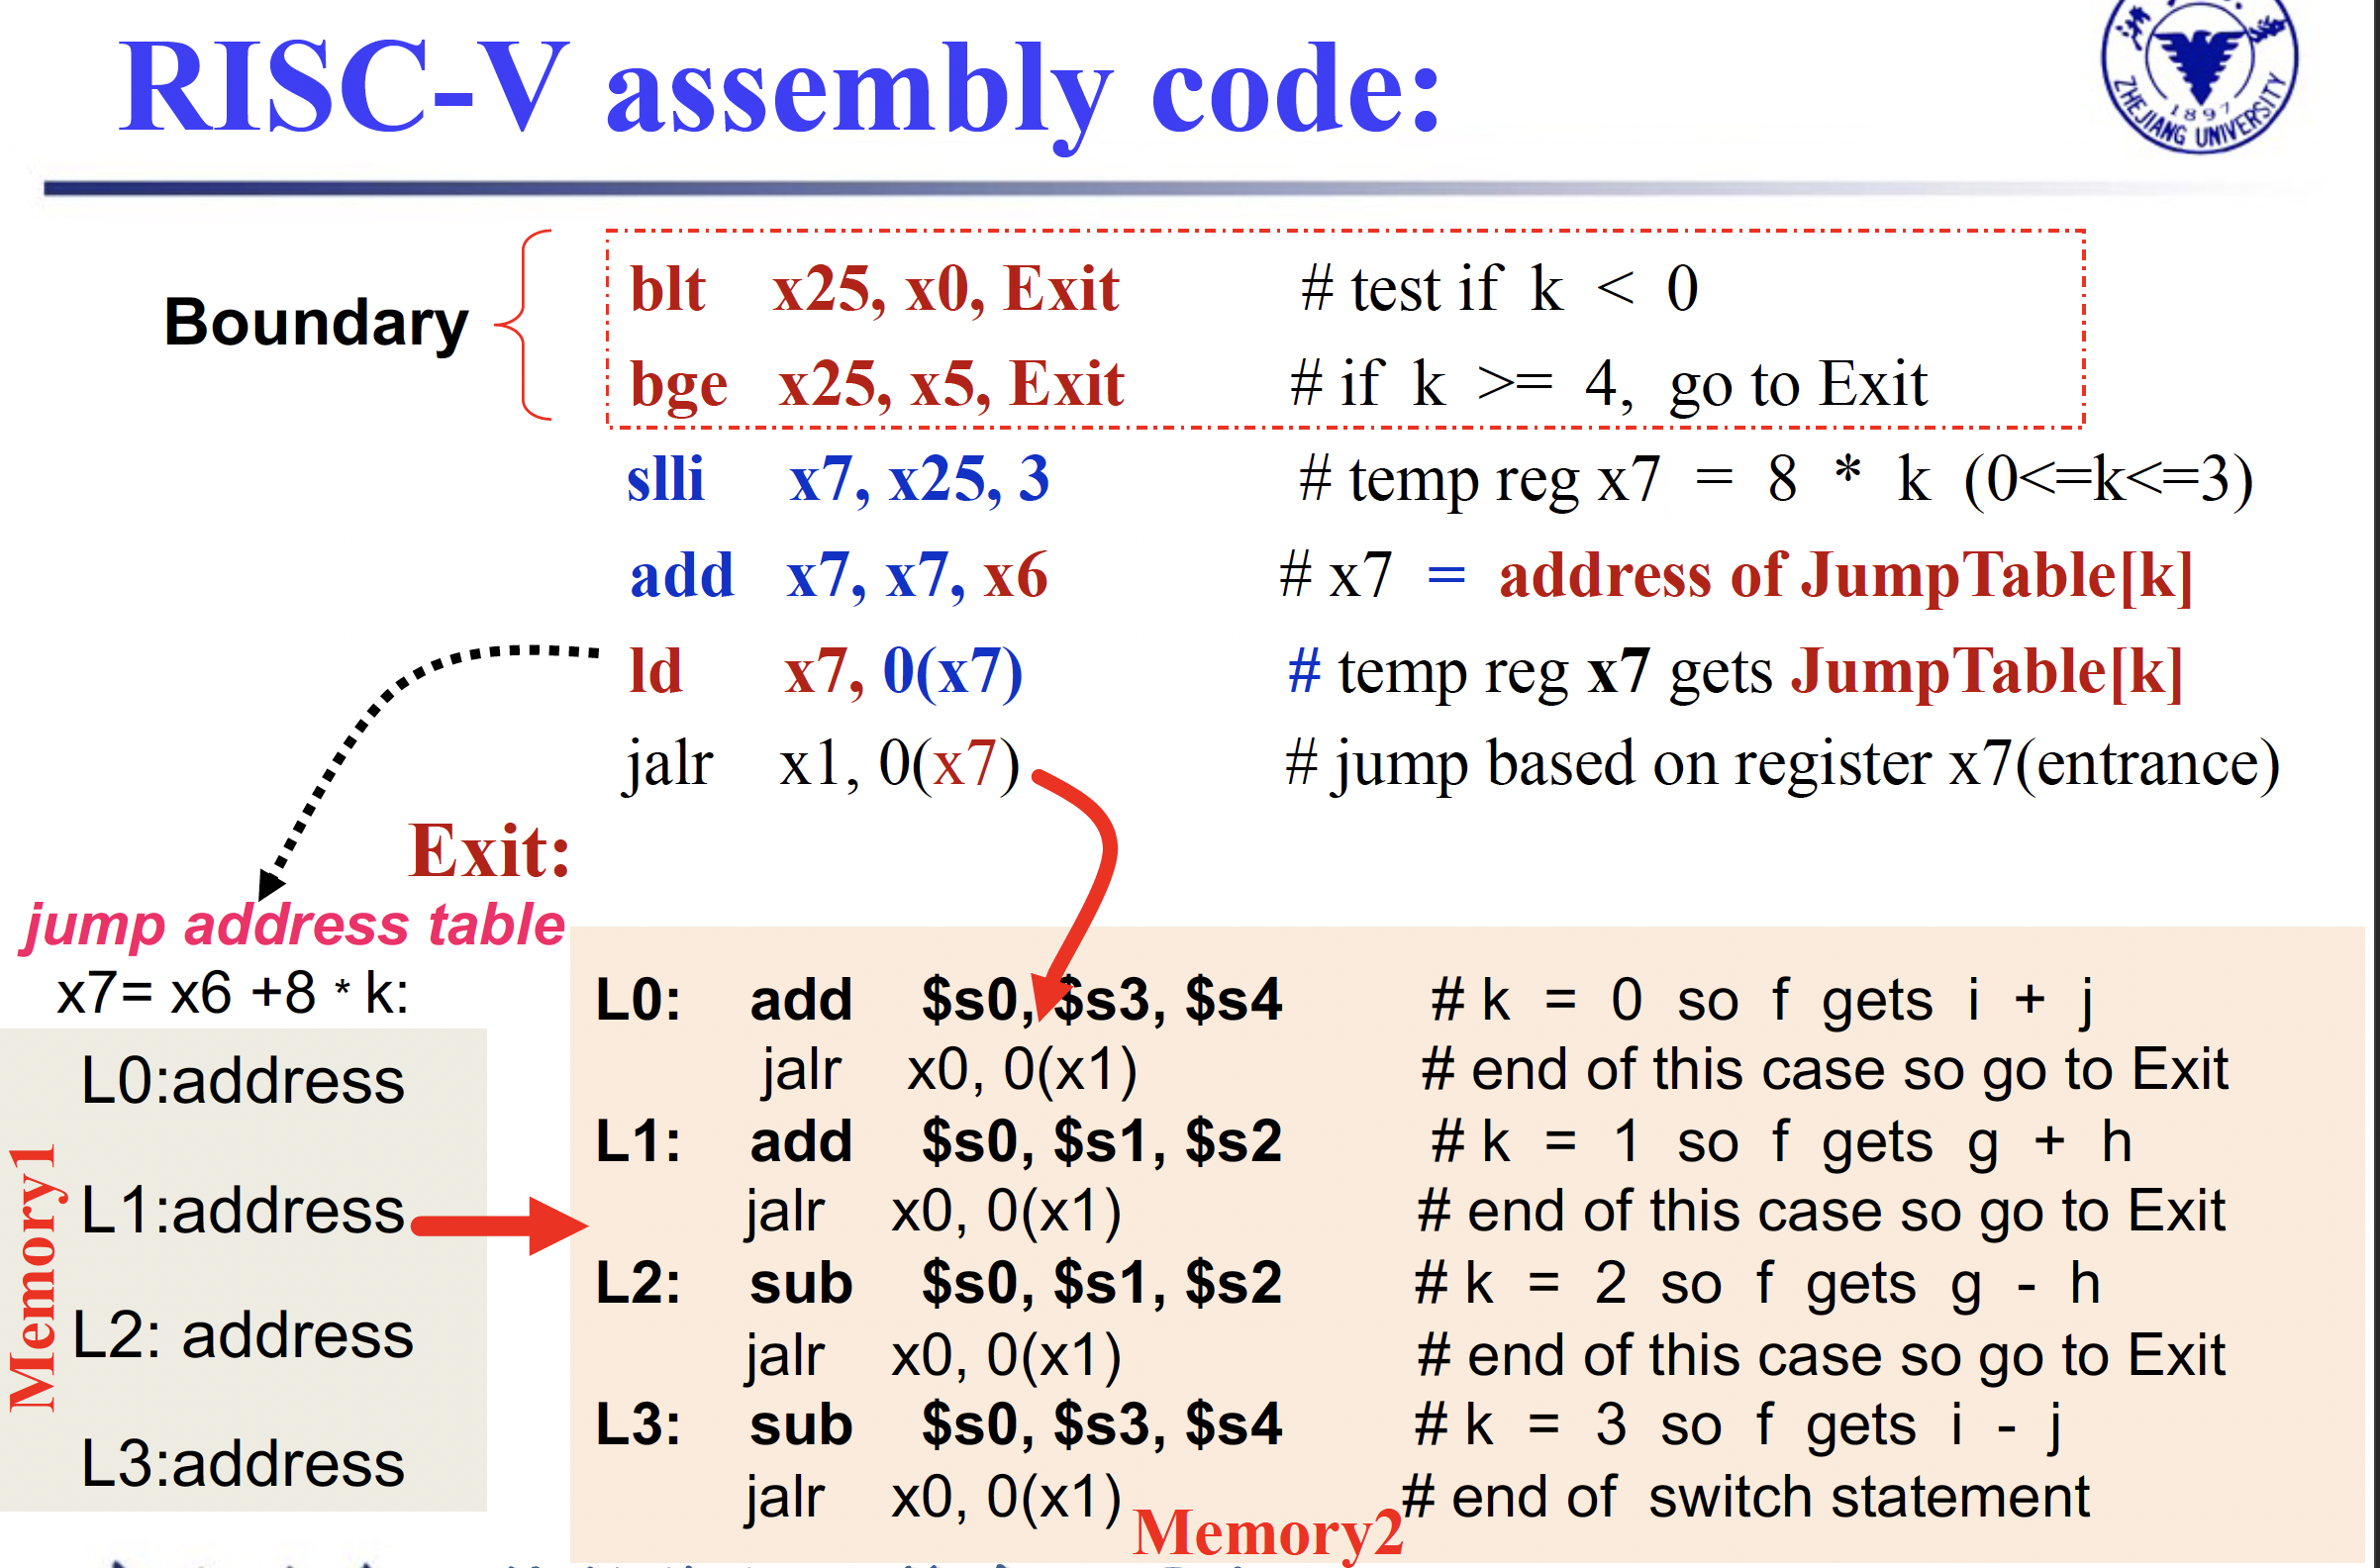 RISC-V assembly code:
ZHEJIANG UNIVERSITY
1897
Boundary
blt x25, x0, Exit # test if k < 0
bge x25, x5, Exit # if k >= 4, go to Exit
slli x7, x25, 3 # temp reg x7 = 8 * k (0<=k<=3)
add x7, x7, x6 # x7 = address of JumpTable[k]
ld x7, 0(x7) # temp reg x7 gets JumpTable[k]
jalr x1, 0(x7) # jump based on register x7(entrance)
Exit:
jump address table
x7= x6 +8 * k:
Memory1
L0:address
L1:address
L2: address
L3:address
L0: add $s0, $s3, $s4 # k = 0 so f gets i + j
jalr x0, 0(x1) # end of this case so go to Exit
L1: add $s0, $s1, $s2 # k = 1 so f gets g + h
jalr x0, 0(x1) # end of this case so go to Exit
L2: sub $s0, $s1, $s2 # k = 2 so f gets g - h
jalr x0, 0(x1) # end of this case so go to Exit
L3: sub $s0, $s3, $s4 # k = 3 so f gets i - j
jalr x0, 0(x1) # end of switch statement
Memory2